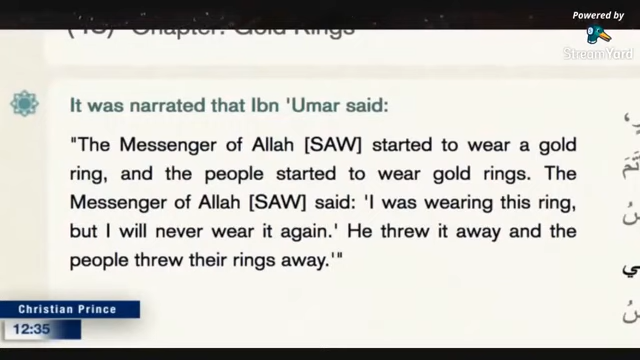 Powered by
StreamYard
Chapter: Gold Rings
It was narrated that Ibn 'Umar said:
"The Messenger of Allah [SAW] started to wear a gold
ring, and the people started to wear gold rings. The
Messenger of Allah [SAW] said: 'I was wearing this ring,
but I will never wear it again.' He threw it away and the
people threw their rings away.'"
Christian Prince
12:35